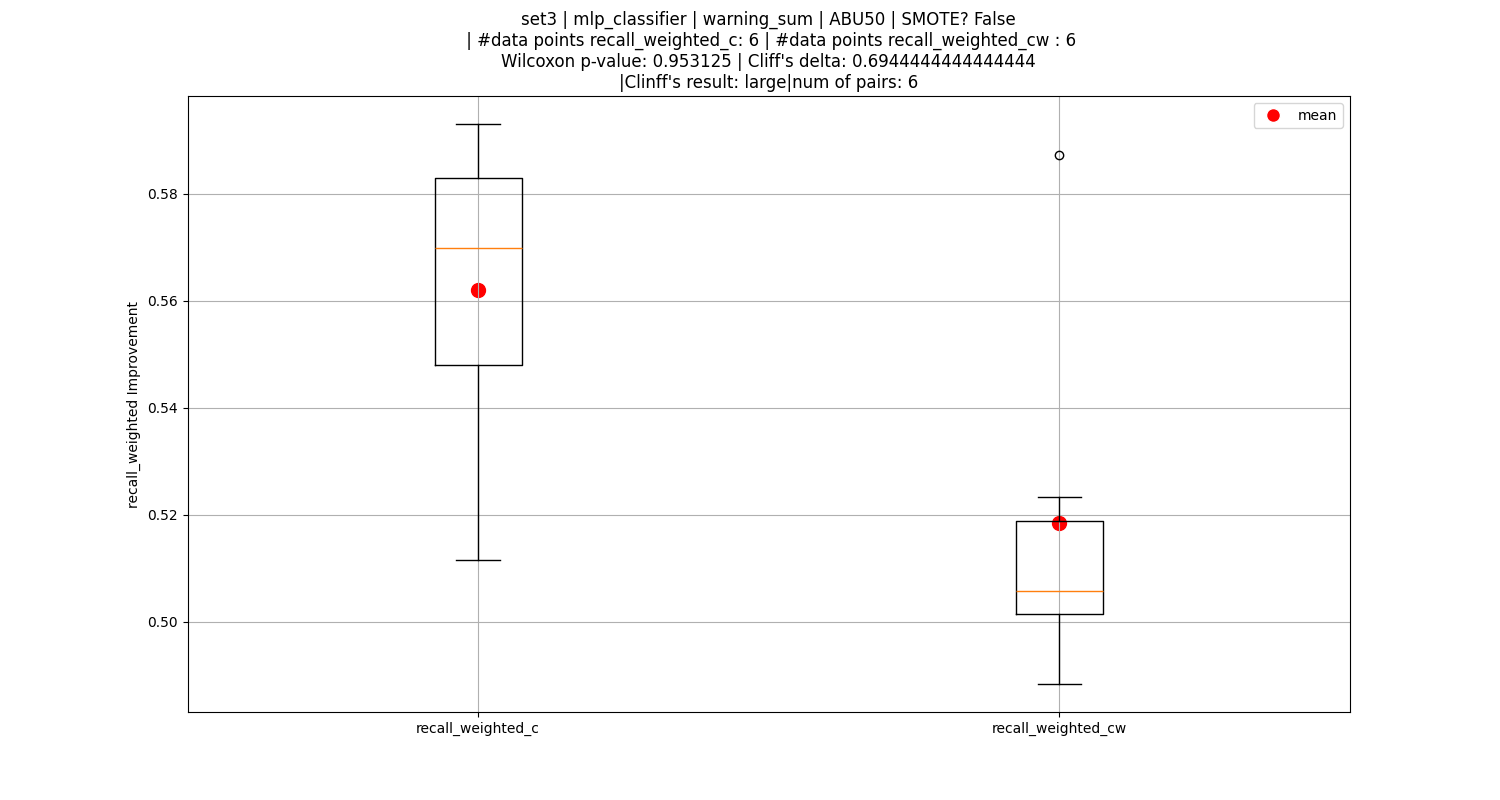 set3 | mlp_classifier | warning_sum | ABU50 | SMOTE? False
| #data points recall_weighted_c: 6 | #data points recall_weighted_cw : 6
Wilcoxon p-value: 0.953125 | Cliff's delta: 0.6944444444444444
|Clinff's result: large|num of pairs: 6
mean
recall_weighted Improvement
0.58
0.56
0.54
0.52
0.50
recall_weighted_c
recall_weighted_cw